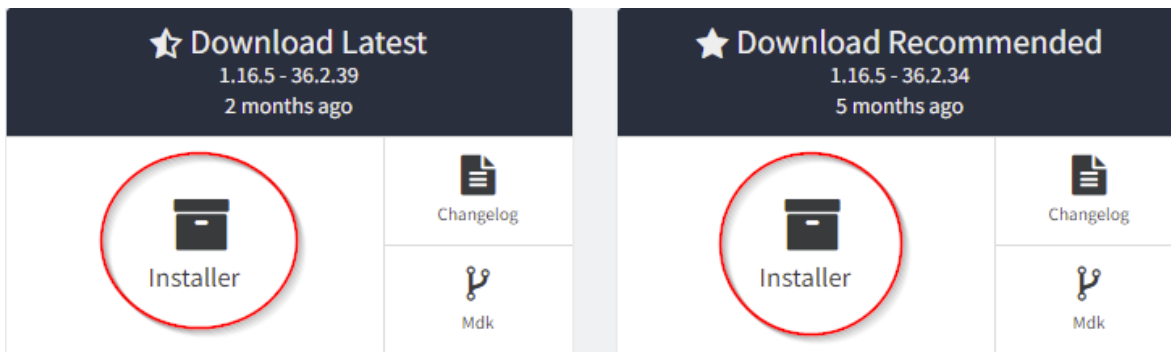 Download Latest
1.16.5 - 36.2.39
2 months ago
Installer
Changelog
Mdk
Download Recommended
1.16.5 - 36.2.34
5 months ago
Installer
Changelog
Mdk